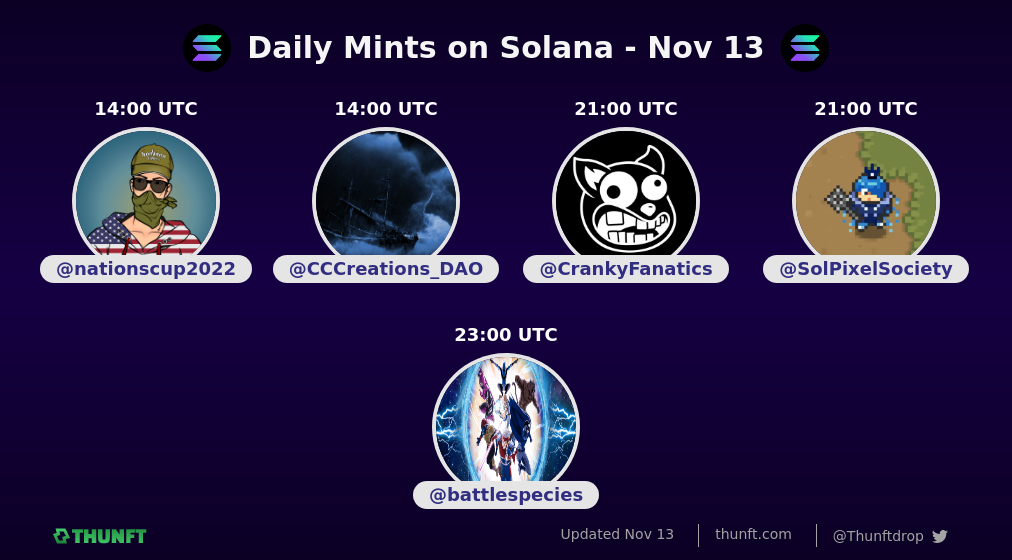 Daily Mints on Solana - Nov 13
14:00 UTC
14:00 UTC
21:00 UTC
21:00 UTC
@nationscup2022
@CCCreations_DAO
@CrankyFanatics
@SolPixelSociety
23:00 UTC
@battlespecies
THUNFT
Updated Nov 13
thunft.com
@Thunftdrop